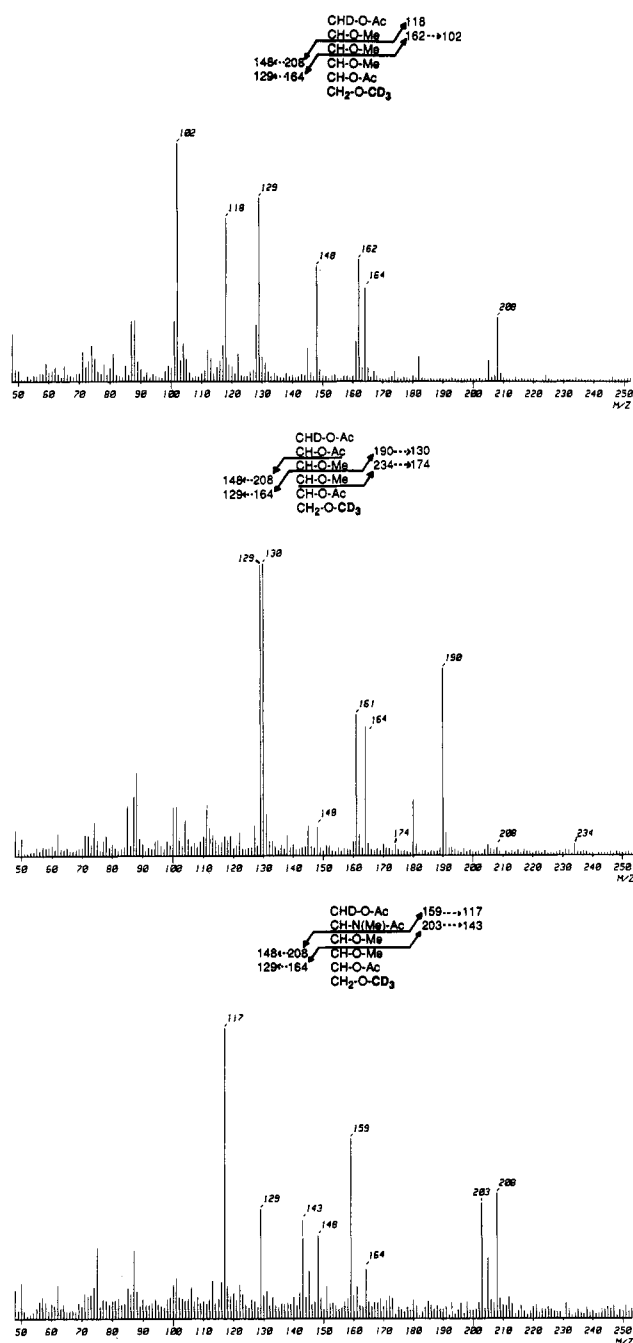 CHD-O-Ac 118
CH-O-Me 162-->102
CH-O-Me
148<--208 CH-O-Me
129<--164 CH-O-Ac
CH2-O-CD3
102
118
129
148
162
164
208
50 60 70 80 90 100 110 120 130 140 150 160 170 180 190 200 210 220 230 240 250
M/Z
CHD-O-Ac
CH-O-Ac 190--->130
CH-O-Me 234--->174
148<--208 CH-O-Me
129<--164 CH-O-Ac
CH2-O-CD3
129 130
161
164
190
148
174
208
234
50 60 70 80 90 100 110 120 130 140 150 160 170 180 190 200 210 220 230 240 250
M/Z
CHD-O-Ac 159--->117
CH-N(Me)-Ac 203--->143
CH-O-Me
148<--208 CH-O-Me
129<--164 CH-O-Ac
CH2-O-CD3
117
129
143
148
159
164
203
208
50 60 70 80 90 100 110 120 130 140 150 160 170 180 190 200 210 220 230 240 250
M/Z